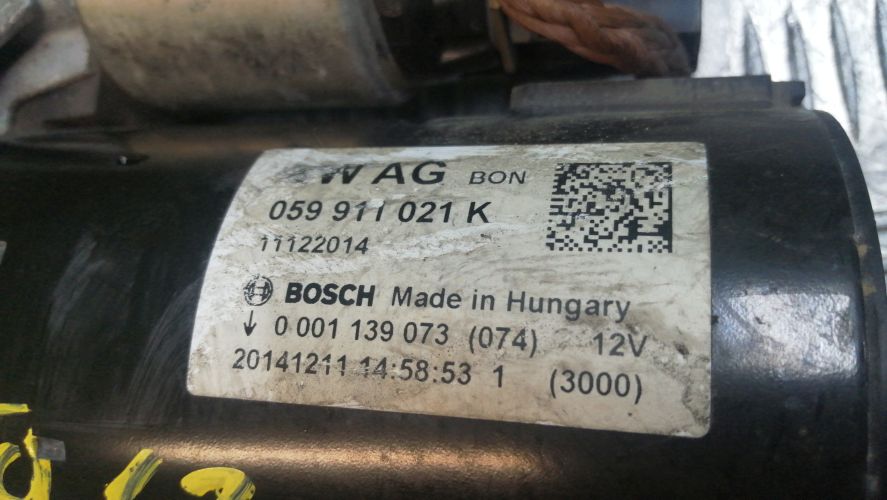 W AG BON
059 911 021 K
11122014
BOSCH Made in Hungary
↓ 0 001 139 073 (074) 12V
20141211 14:58:53 1 (3000)